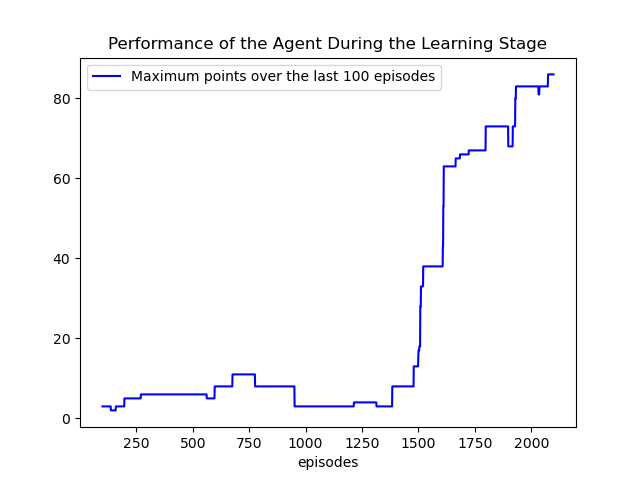 Performance of the Agent During the Learning Stage
Maximum points over the last 100 episodes
80
60
40
20
0
250 500 750 1000 1250 1500 1750 2000
episodes